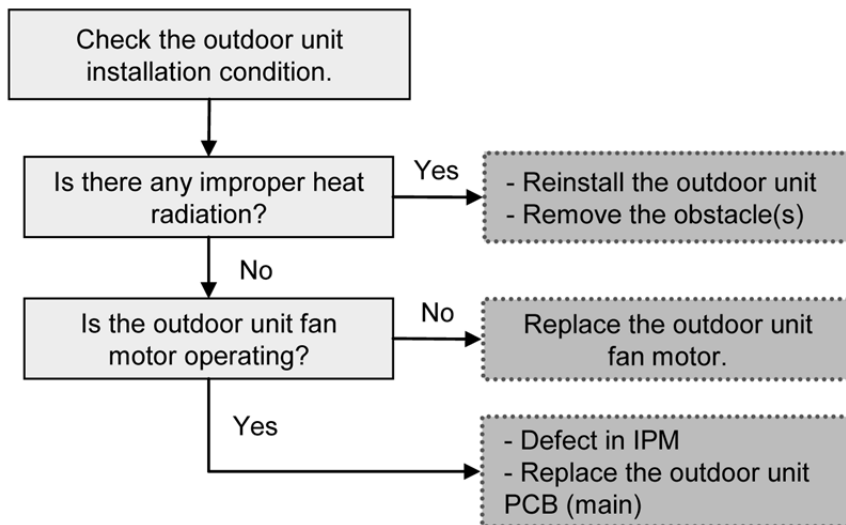 Check the outdoor unit
installation condition.
Is there any improper heat
radiation?
Yes
- Reinstall the outdoor unit
- Remove the obstacle(s)
No
Is the outdoor unit fan
motor operating?
No
Replace the outdoor unit
fan motor.
Yes
- Defect in IPM
- Replace the outdoor unit
PCB (main)